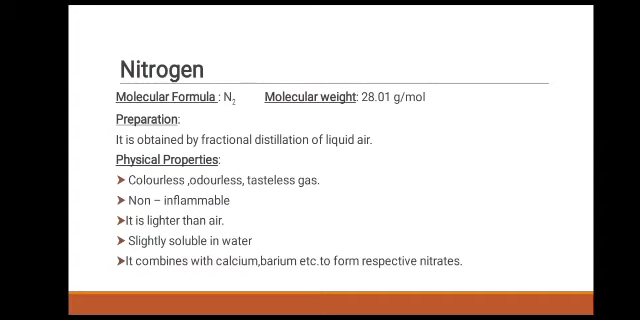 Nitrogen
Molecular Formula : N₂ Molecular weight: 28.01 g/mol
Preparation:
It is obtained by fractional distillation of liquid air.
Physical Properties:
➤ Colourless ,odourless, tasteless gas.
➤ Non – inflammable
➤It is lighter than air.
➤ Slightly soluble in water
➤It combines with calcium,barium etc.to form respective nitrates.